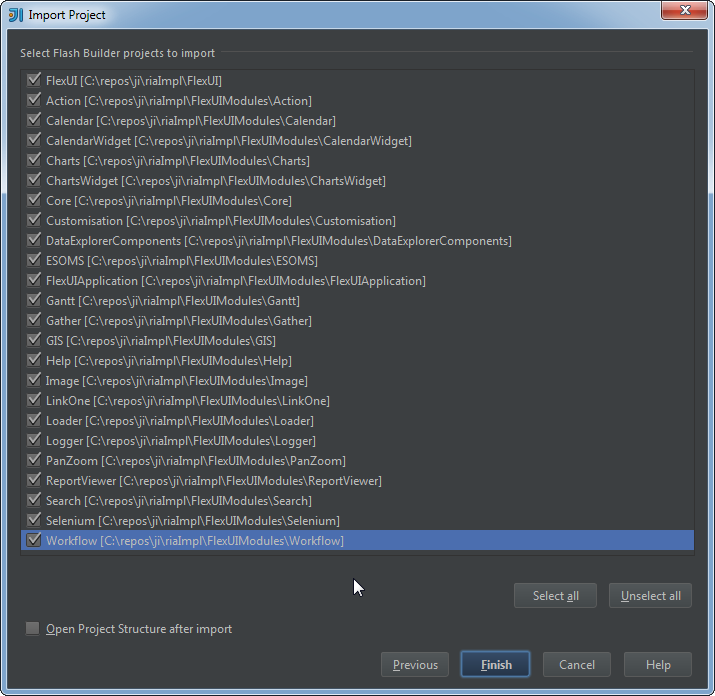 Import Project
Select Flash Builder projects to import
FlexUI [C:\repos\ji\riaImpl\FlexUI]
Action [C:\repos\ji\riaImpl\FlexUIModules\Action]
Calendar [C:\repos\ji\riaImpl\FlexUIModules\Calendar]
CalendarWidget [C:\repos\ji\riaImpl\FlexUIModules\CalendarWidget]
Charts [C:\repos\ji\riaImpl\FlexUIModules\Charts]
ChartsWidget [C:\repos\ji\riaImpl\FlexUIModules\ChartsWidget]
Core [C:\repos\ji\riaImpl\FlexUIModules\Core]
Customisation [C:\repos\ji\riaImpl\FlexUIModules\Customisation]
DataExplorerComponents [C:\repos\ji\riaImpl\FlexUIModules\DataExplorerComponents]
ESOMS [C:\repos\ji\riaImpl\FlexUIModules\ESOMS]
FlexUIApplication [C:\repos\ji\riaImpl\FlexUIModules\FlexUIApplication]
Gantt [C:\repos\ji\riaImpl\FlexUIModules\Gantt]
Gather [C:\repos\ji\riaImpl\FlexUIModules\Gather]
GIS [C:\repos\ji\riaImpl\FlexUIModules\GIS]
Help [C:\repos\ji\riaImpl\FlexUIModules\Help]
Image [C:\repos\ji\riaImpl\FlexUIModules\Image]
LinkOne [C:\repos\ji\riaImpl\FlexUIModules\LinkOne]
Loader [C:\repos\ji\riaImpl\FlexUIModules\Loader]
Logger [C:\repos\ji\riaImpl\FlexUIModules\Logger]
PanZoom [C:\repos\ji\riaImpl\FlexUIModules\PanZoom]
ReportViewer [C:\repos\ji\riaImpl\FlexUIModules\ReportViewer]
Search [C:\repos\ji\riaImpl\FlexUIModules\Search]
Selenium [C:\repos\ji\riaImpl\FlexUIModules\Selenium]
Workflow [C:\repos\ji\riaImpl\FlexUIModules\Workflow]
Select all Unselect all
Open Project Structure after import
Previous Finish Cancel Help